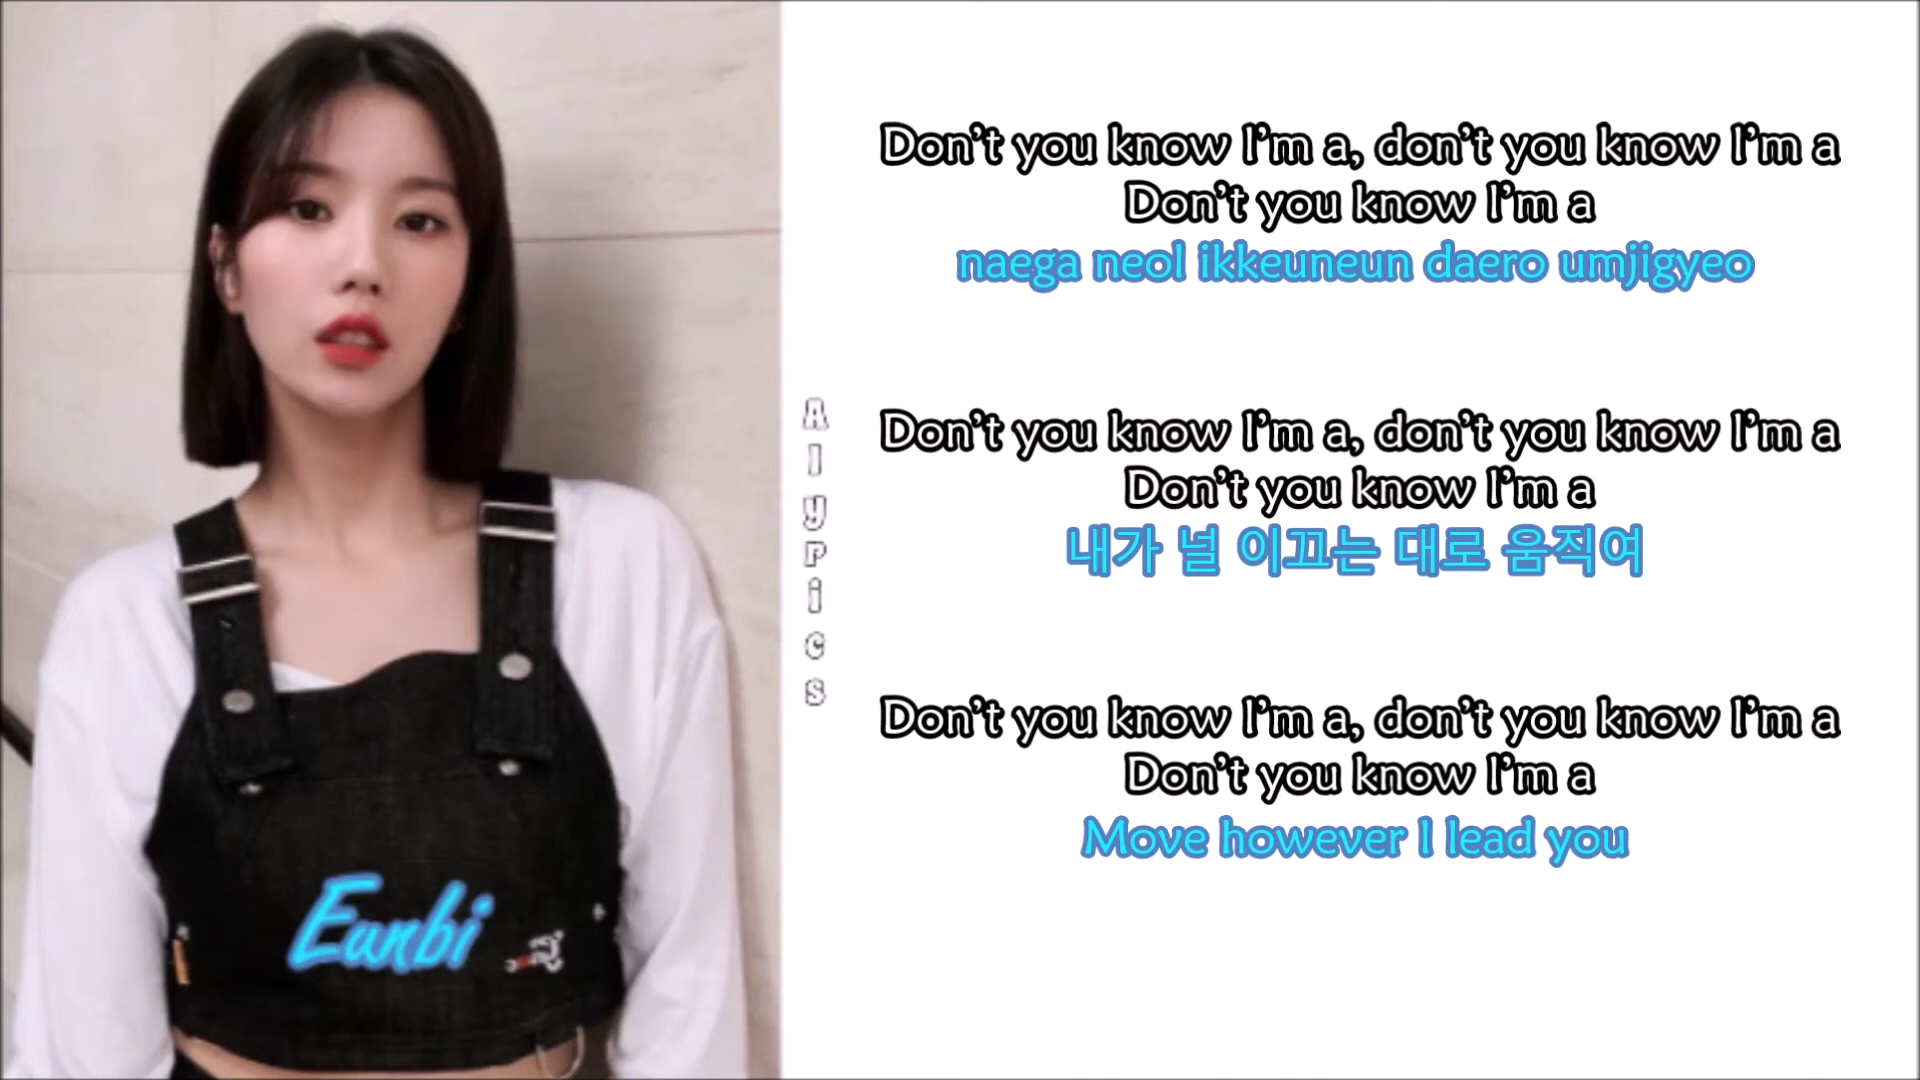 Don't you know I'm a, don't you know I'm a
Don't you know I'm a
naega neol ikkeuneun daero umjigyeo
Don't you know I'm a, don't you know I'm a
Don't you know I'm a
내가 널 이끄는 대로 움직여
Don't you know I'm a, don't you know I'm a
Don't you know I'm a
Move however I lead you
Alyrics
Eunbi